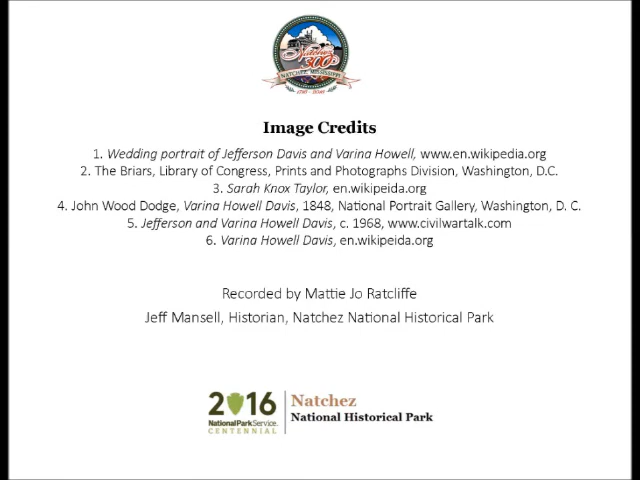 Natchez
300
NATCHEZ, MISSISSIPPI
Image Credits
1. Wedding portrait of Jefferson Davis and Varina Howell, www.en.wikipedia.org
2. The Briars, Library of Congress, Prints and Photographs Division, Washington, D.C.
3. Sarah Knox Taylor, en.wikipeida.org
4. John Wood Dodge, Varina Howell Davis, 1848, National Portrait Gallery, Washington, D. C.
5. Jefferson and Varina Howell Davis, c. 1968, www.civilwartalk.com
6. Varina Howell Davis, en.wikipeida.org
Recorded by Mattie Jo Ratcliffe
Jeff Mansell, Historian, Natchez National Historical Park
2016
National Park Service
CENTENNIAL
Natchez
National Historical Park